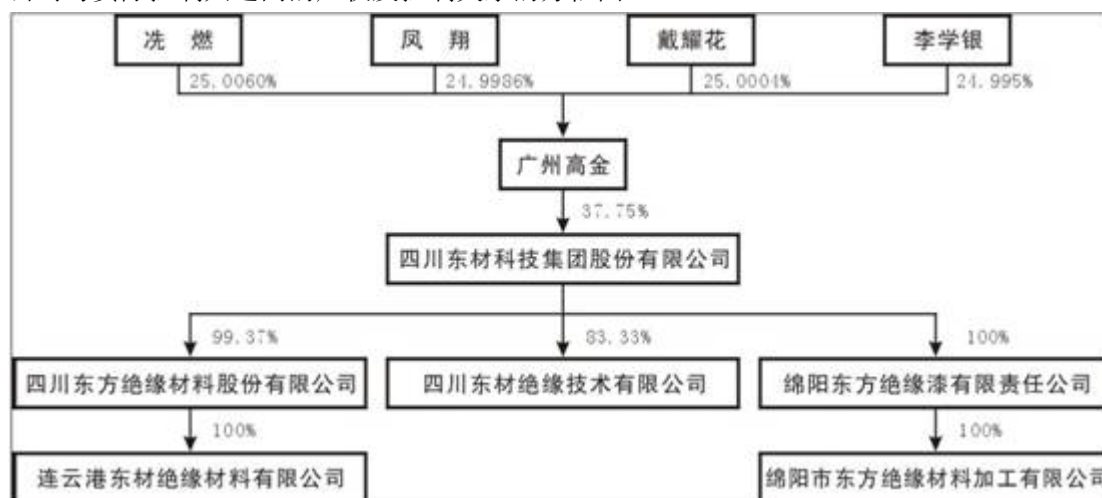 冼 燃 凤 翔 戴耀花 李学银
25.0060% 24.9986% 25.0004% 24.995%
广州高金
37.75%
四川东材科技集团股份有限公司
99.37% 83.33% 100%
四川东方绝缘材料股份有限公司 四川东材绝缘技术有限公司 绵阳东方绝缘漆有限责任公司
100% 100%
连云港东材绝缘材料有限公司 绵阳市东方绝缘材料加工有限公司